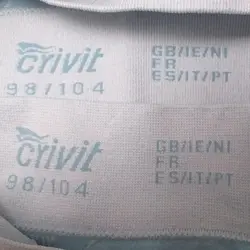 crivit
98/104
GB/IE/NI
FR
ES/IT/PT
crivit
98/104
GB/IE/NI
FR
ES/IT/PT